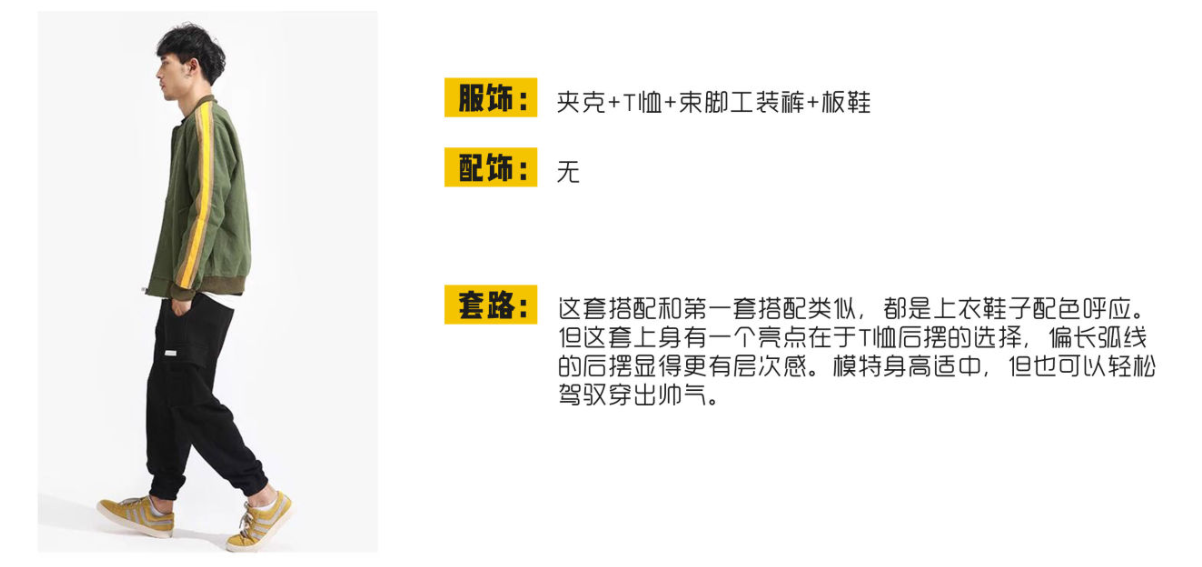 服饰：夹克+T恤+束脚工装裤+板鞋
配饰：无
套路：这套搭配和第一套搭配类似，都是上衣鞋子配色呼应。
但这套上身有一个亮点在于T恤后摆的选择，偏长弧线
的后摆显得更有层次感。模特身高适中，但也可以轻松
驾驭穿出帅气。